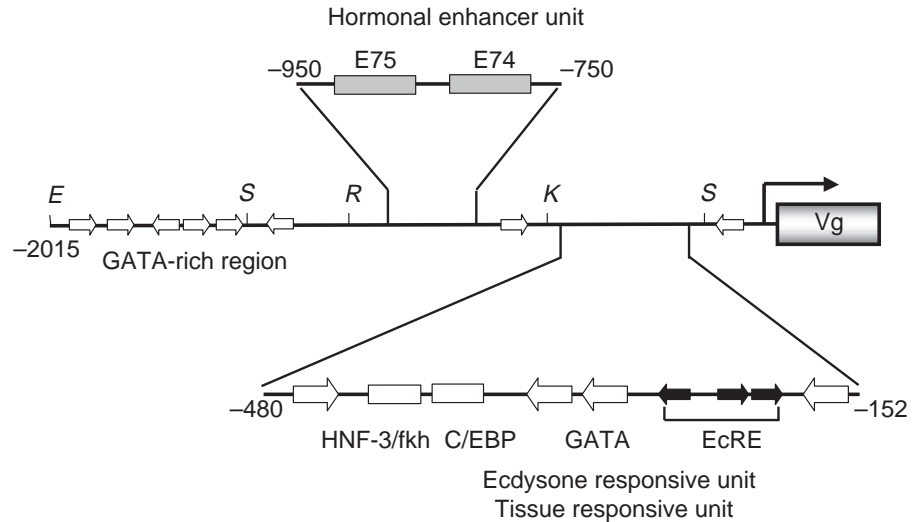 Hormonal enhancer unit
E75 E74
–950 –750
E S R K S
Vg
–2015
GATA-rich region
–480 –152
HNF-3/fkh C/EBP GATA EcRE
Ecdysone responsive unit
Tissue responsive unit